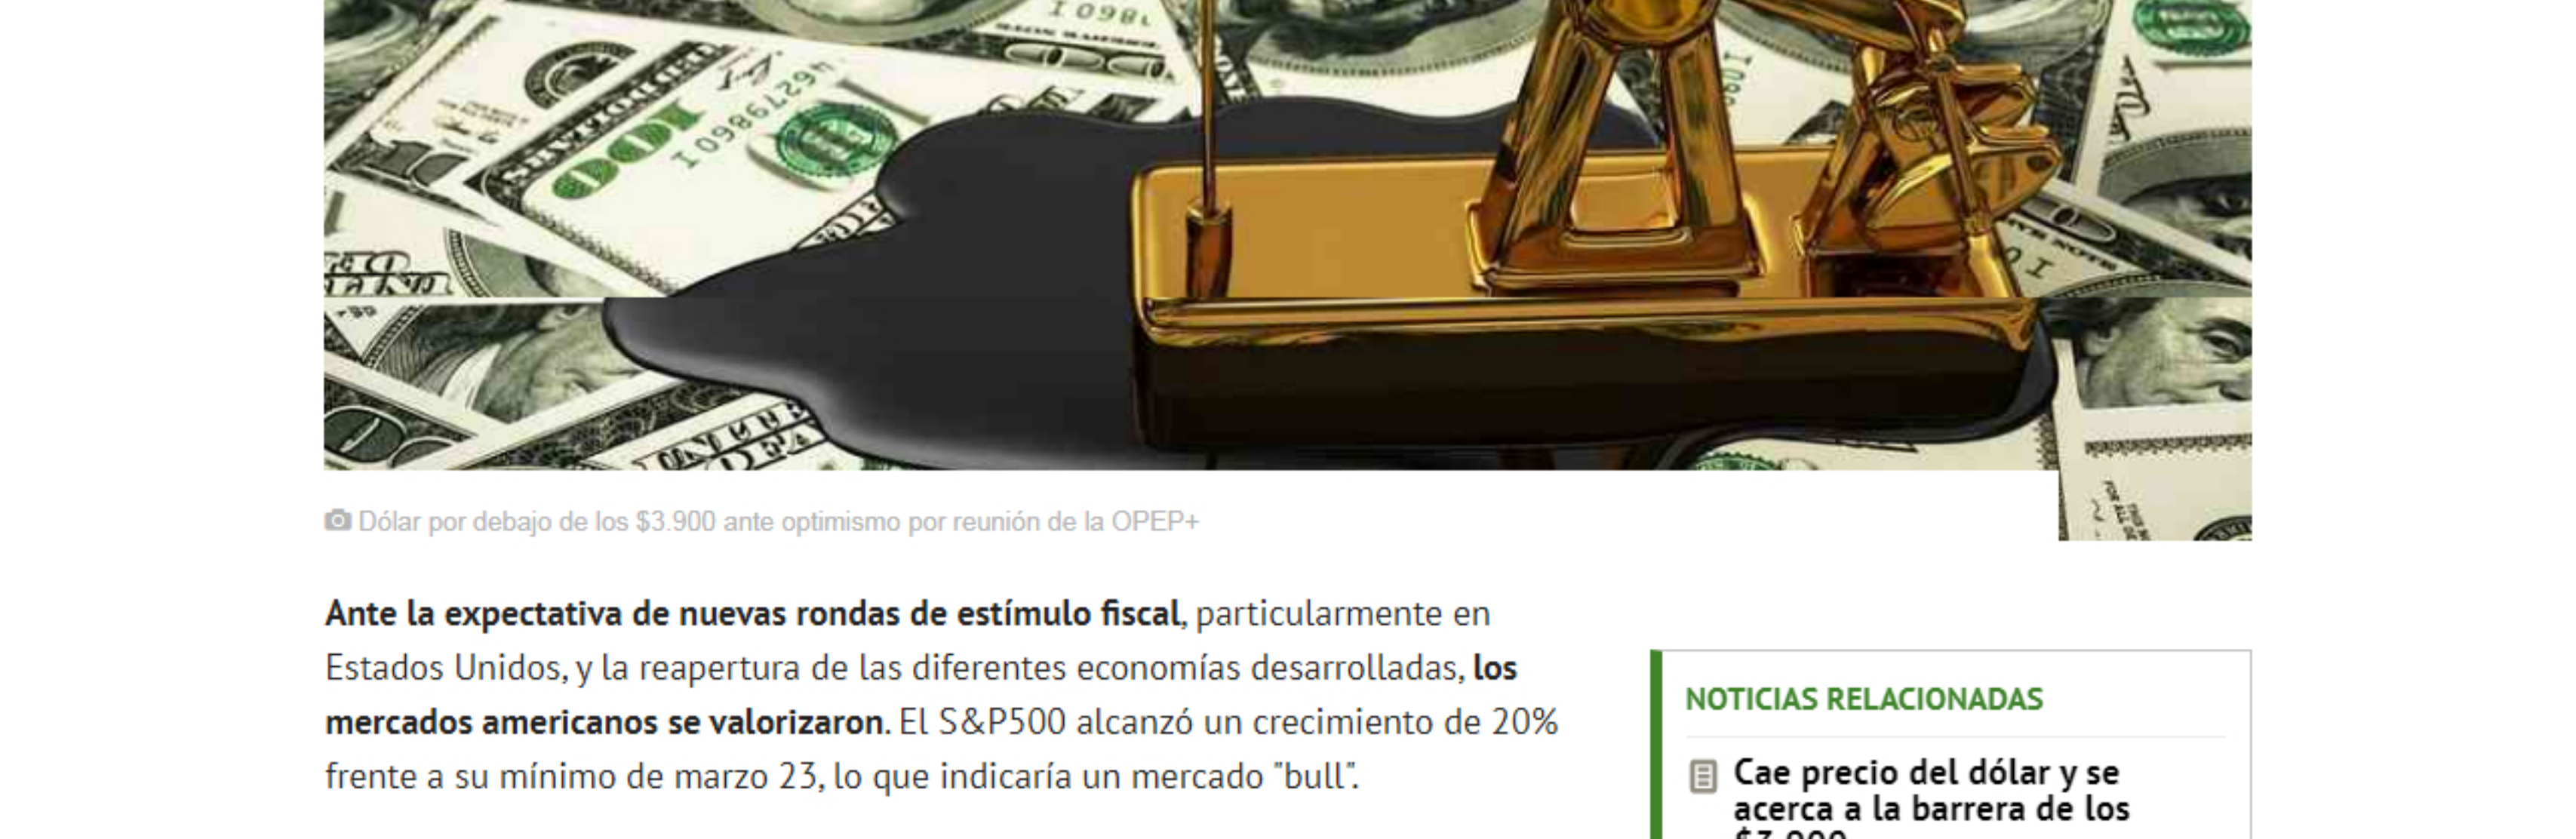 100
Dólar por debajo de los $3.900 ante optimismo por reunión de la OPEP+
Ante la expectativa de nuevas rondas de estímulo fiscal, particularmente en
Estados Unidos, y la reapertura de las diferentes economías desarrolladas, los
mercados americanos se valorizaron. El S&P500 alcanzó un crecimiento de 20%
frente a su mínimo de marzo 23, lo que indicaría un mercado "bull".
NOTICIAS RELACIONADAS
Cae precio del dólar y se
acerca a la barrera de los